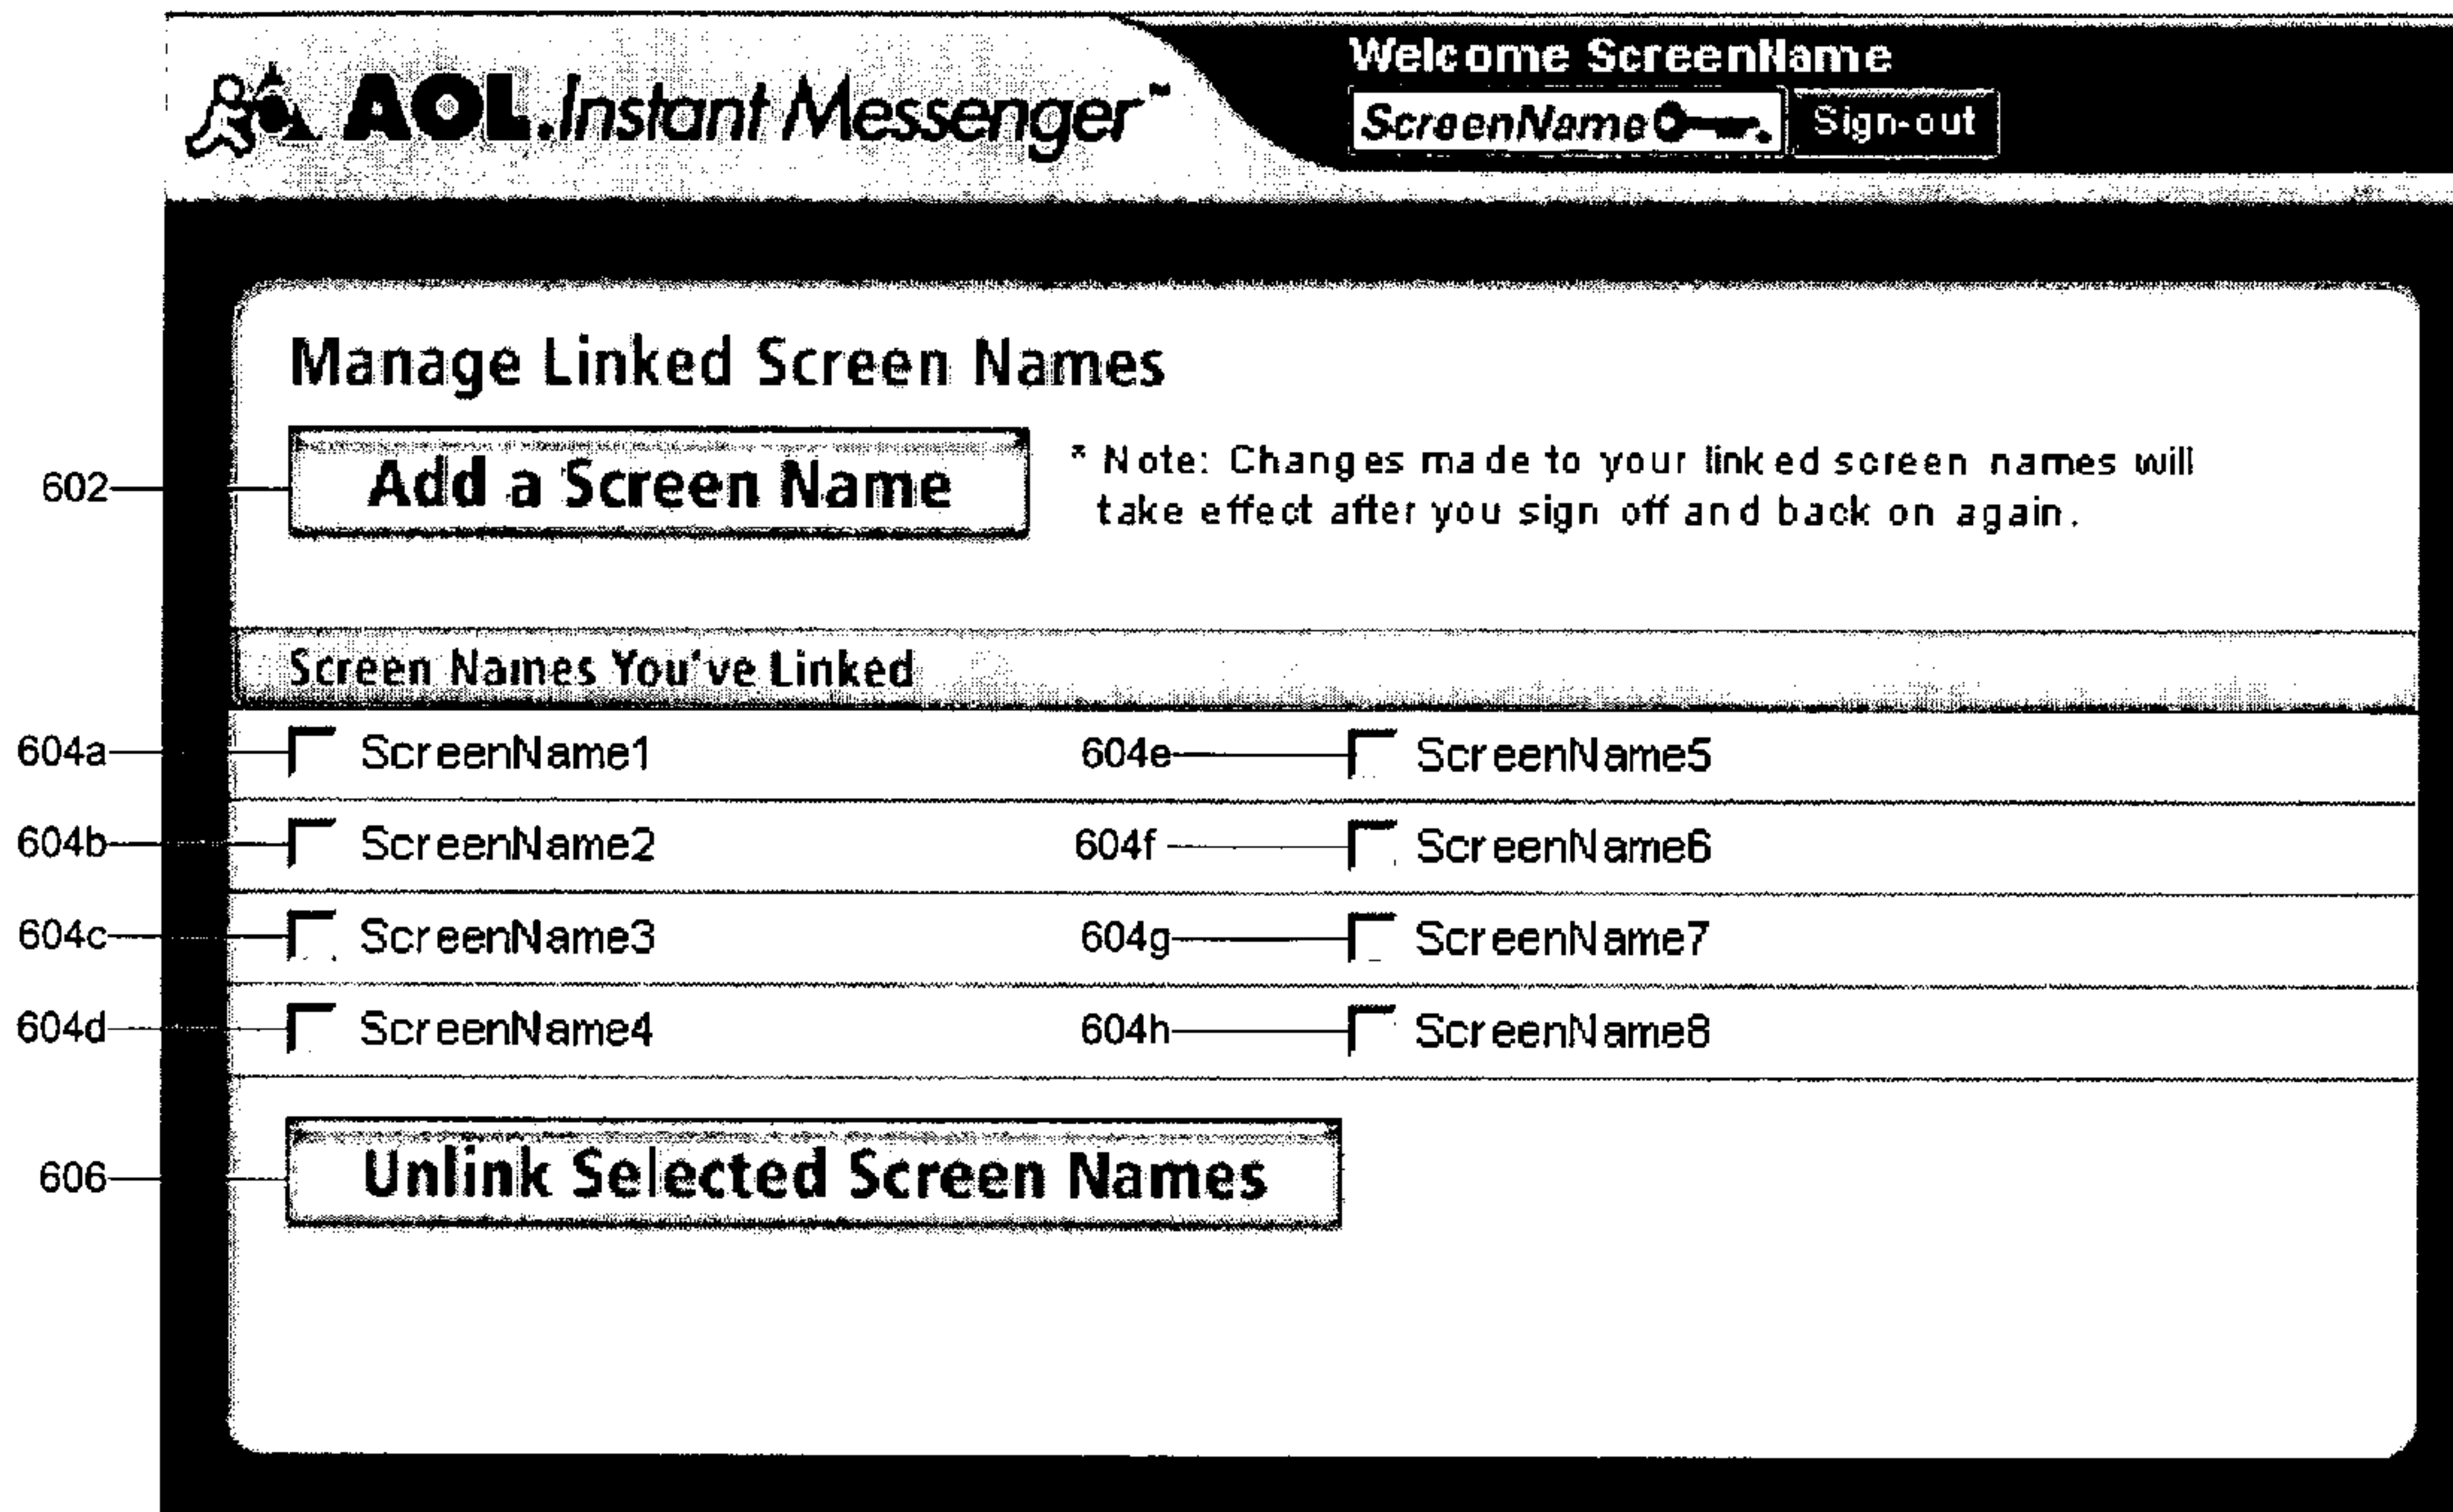 AOL Instant Messenger™
Welcome ScreenName
ScreenName Sign-out
Manage Linked Screen Names
602 Add a Screen Name
* Note: Changes made to your linked screen names will
take effect after you sign off and back on again.
Screen Names You've Linked
604a ScreenName1 604e ScreenName5
604b ScreenName2 604f ScreenName6
604c ScreenName3 604g ScreenName7
604d ScreenName4 604h ScreenName8
606 Unlink Selected Screen Names